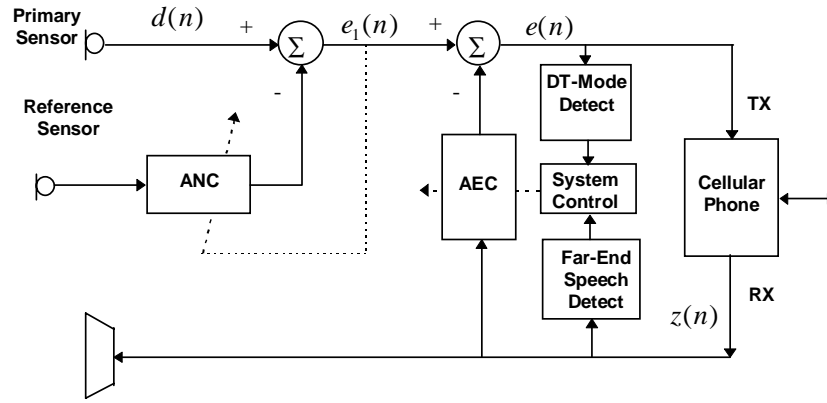 Primary
Sensor
d(n)
+
Σ
e₁(n)
+
Σ
e(n)
-
-
DT-Mode
Detect
TX
Reference
Sensor
ANC
AEC
System
Control
Cellular
Phone
Far-End
Speech
Detect
RX
z(n)